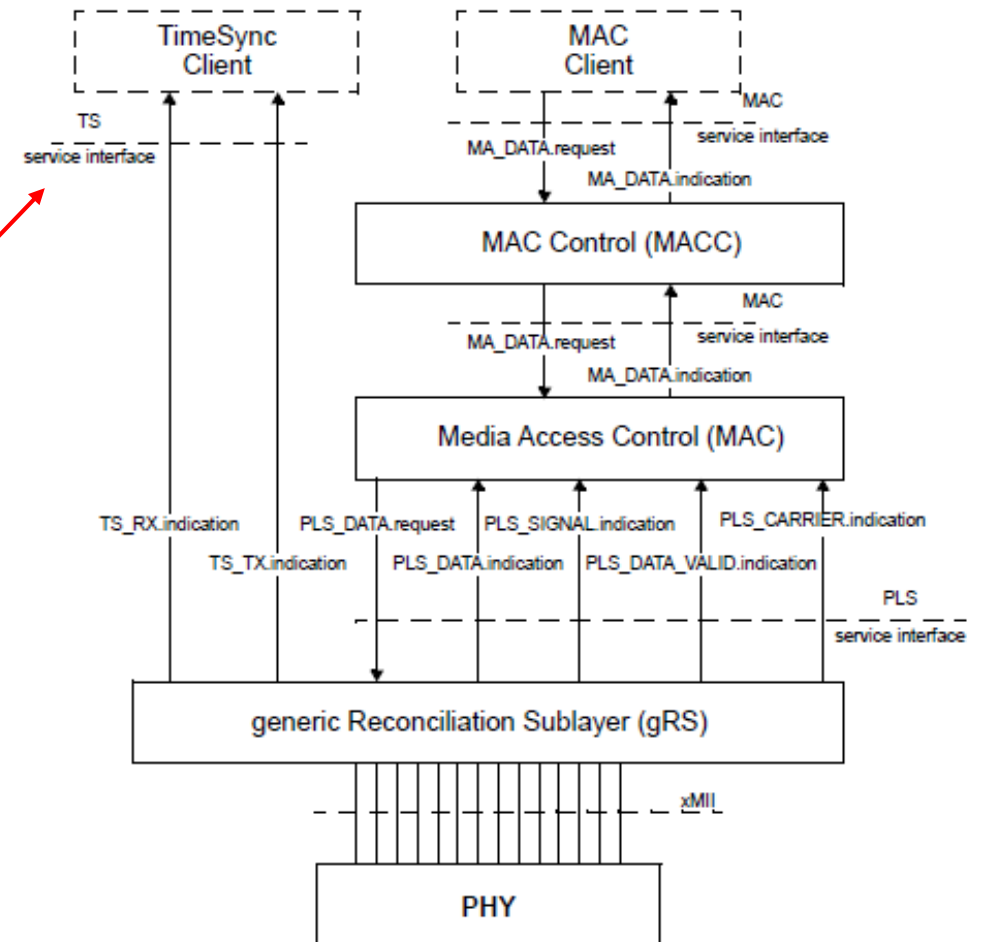 TimeSync
Client
MAC
Client
TS
service interface
MAC
service interface
MA_DATA.request
MA_DATA.indication
MAC Control (MACC)
MAC
service interface
MA_DATA.request
MA_DATA.indication
Media Access Control (MAC)
TS_RX.indication
PLS_DATA.request
PLS_SIGNAL.indication
PLS_CARRIER.indication
TS_TX.indication
PLS_DATA.indication
PLS_DATA_VALID.indication
PLS
service interface
generic Reconciliation Sublayer (gRS)
xMII
PHY